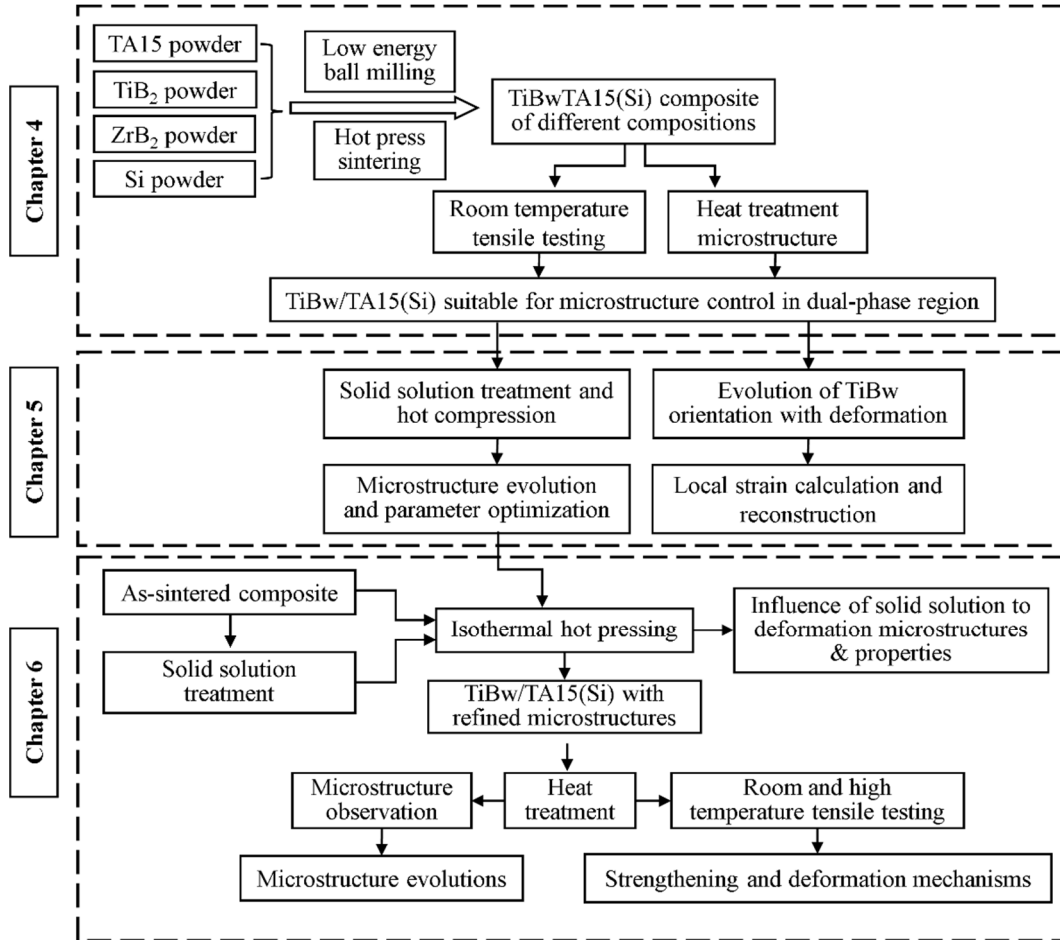 Chapter 4
TA15 powder
TiB₂ powder
ZrB₂ powder
Si powder
Low energy
ball milling
Hot press
sintering
TiBwTA15(Si) composite
of different compositions
Room temperature
tensile testing
Heat treatment
microstructure
TiBw/TA15(Si) suitable for microstructure control in dual-phase region
Chapter 5
Solid solution treatment and
hot compression
Evolution of TiBw
orientation with deformation
Microstructure evolution
and parameter optimization
Local strain calculation and
reconstruction
Chapter 6
As-sintered composite
Solid solution
treatment
Isothermal hot pressing
Influence of solid solution to
deformation microstructures
& properties
TiBw/TA15(Si) with
refined microstructures
Microstructure
observation
Heat
treatment
Room and high
temperature tensile testing
Microstructure evolutions
Strengthening and deformation mechanisms